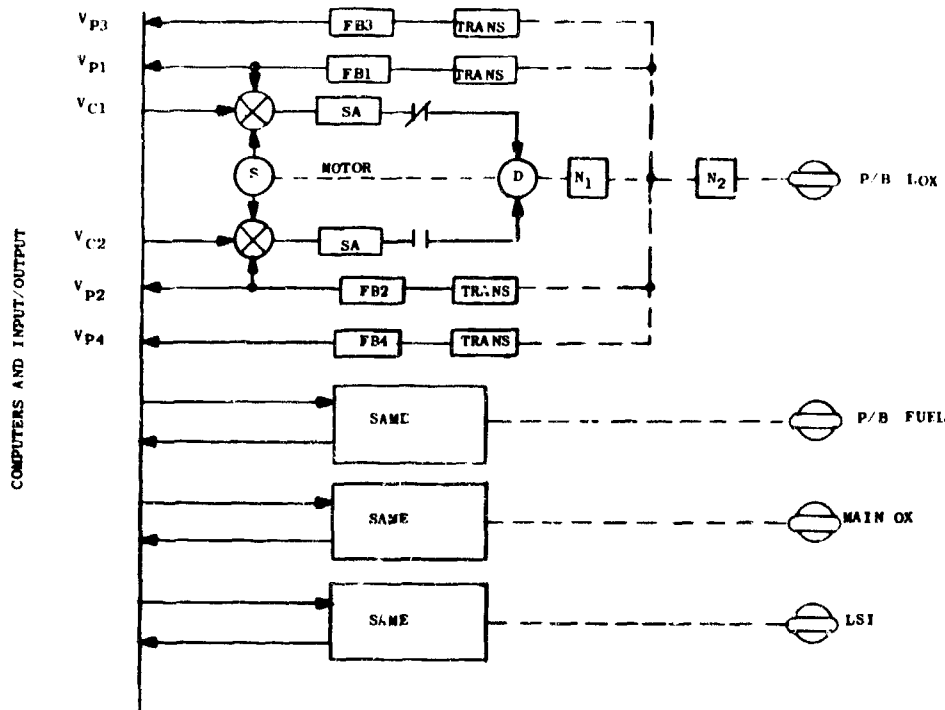 COMPUTERS AND INPUT/OUTPUT
VP3 FB3 TRANS
VP1 FB1 TRANS
VC1 SA
S MOTOR D N1 N2 P/B LOX
VC2 SA
VP2 FB2 TRANS
VP4 FB4 TRANS
SAME P/B FUEL
SAME MAIN OX
SAME LSI